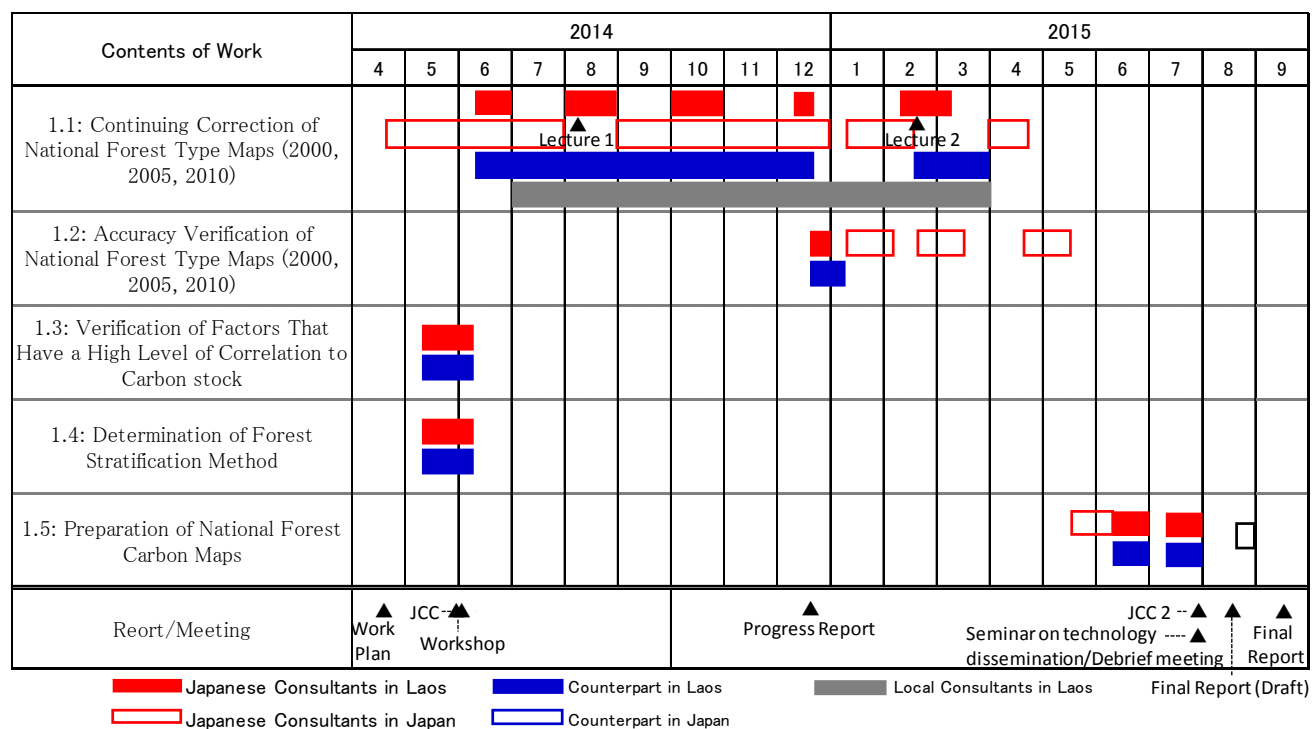 Contents of Work
2014
2015
4 5 6 7 8 9 10 11 12 1 2 3 4 5 6 7 8 9
1.1: Continuing Correction of
National Forest Type Maps (2000,
2005, 2010)
Lecture 1
Lecture 2
1.2: Accuracy Verification of
National Forest Type Maps (2000,
2005, 2010)
1.3: Verification of Factors That
Have a High Level of Correlation to
Carbon stock
1.4: Determination of Forest
Stratification Method
1.5: Preparation of National Forest
Carbon Maps
Reort/Meeting
Work
Plan
JCC
Workshop
Progress Report
JCC 2
Seminar on technology
dissemination/Debrief meeting
Final
Report
Final Report (Draft)
Japanese Consultants in Laos
Counterpart in Laos
Local Consultants in Laos
Japanese Consultants in Japan
Counterpart in Japan